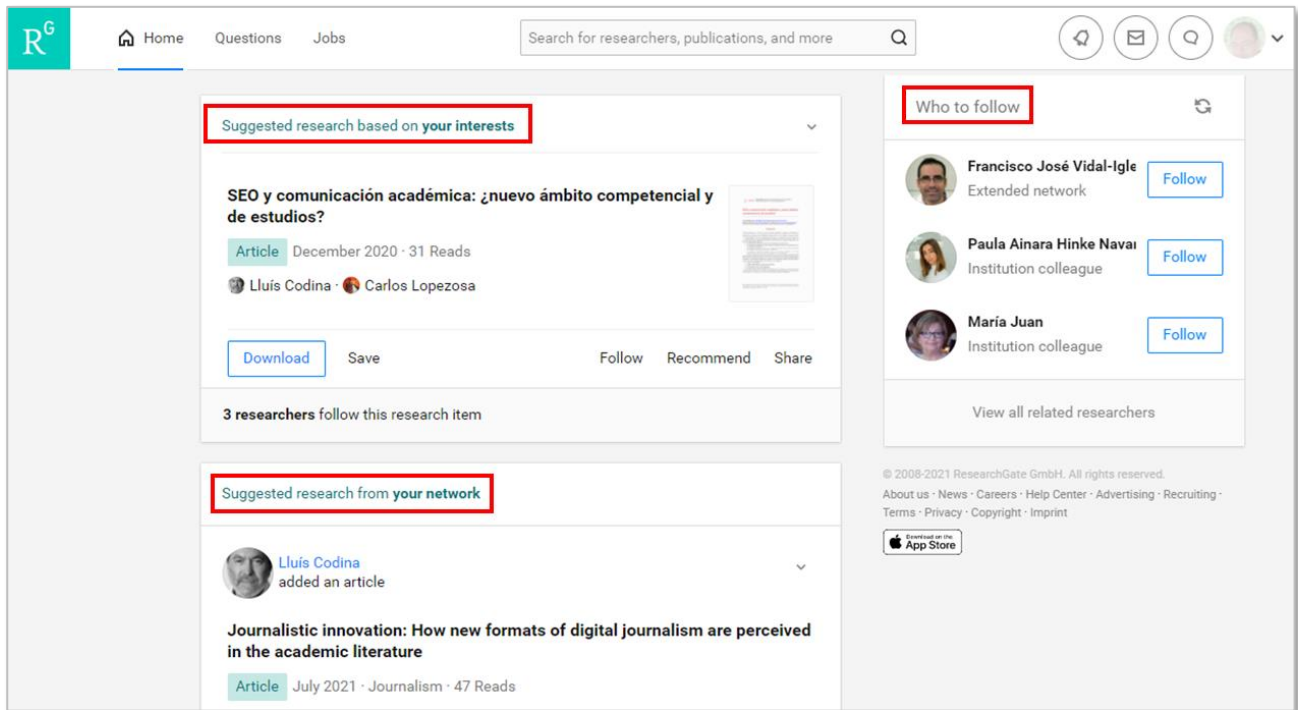 RG
Home Questions Jobs
Search for researchers, publications, and more
Suggested research based on your interests
SEO y comunicación académica: ¿nuevo ámbito competencial y
de estudios?
Article December 2020 · 31 Reads
Lluís Codina · Carlos Lopezosa
Download Save Follow Recommend Share
3 researchers follow this research item
Suggested research from your network
Lluís Codina
added an article
Journalistic innovation: How new formats of digital journalism are perceived
in the academic literature
Article July 2021 · Journalism · 47 Reads
Who to follow
Francisco José Vidal-Igle
Extended network
Follow
Paula Ainara Hinke Navar
Institution colleague
Follow
María Juan
Institution colleague
Follow
View all related researchers
© 2008-2021 ResearchGate GmbH. All rights reserved.
About us · News · Careers · Help Center · Advertising · Recruiting ·
Terms · Privacy · Copyright · Imprint
Download on the
App Store